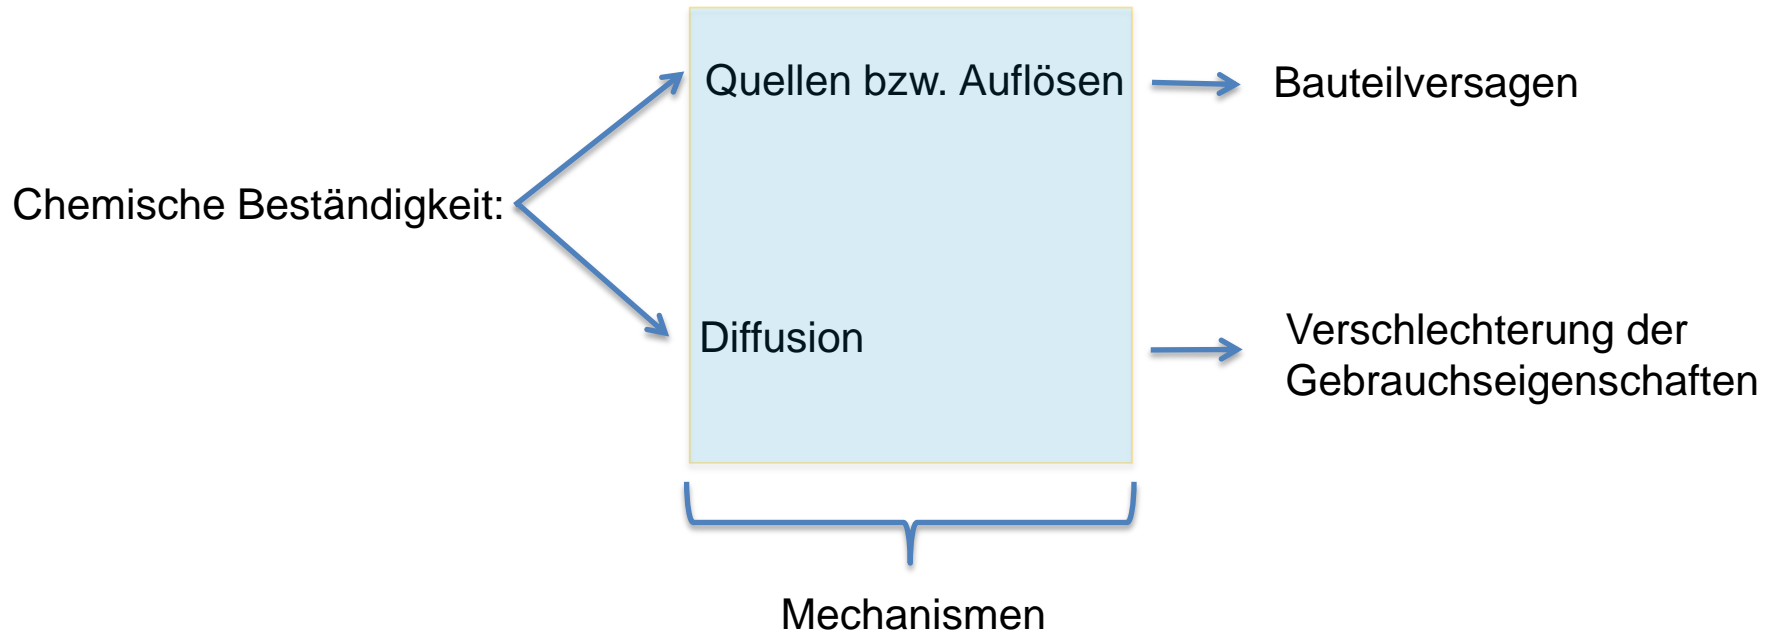 Quellen bzw. Auflösen
Bauteilversagen
Chemische Beständigkeit:
Diffusion
Verschlechterung der
Gebrauchseigenschaften
Mechanismen